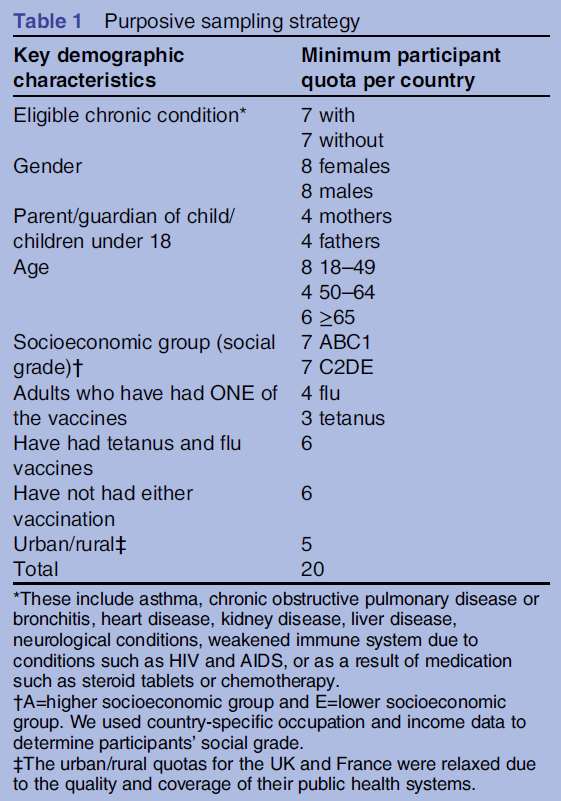 Table 1 Purposive sampling strategy
Key demographic characteristics Minimum participant quota per country
Eligible chronic condition* 7 with
7 without
Gender 8 females
8 males
Parent/guardian of child/ 4 mothers
children under 18 4 fathers
Age 8 18–49
4 50–64
6 ≥65
Socioeconomic group (social 7 ABC1
grade)† 7 C2DE
Adults who have had ONE of 4 flu
the vaccines 3 tetanus
Have had tetanus and flu 6
vaccines
Have not had either 6
vaccination
Urban/rural‡ 5
Total 20
*These include asthma, chronic obstructive pulmonary disease or
bronchitis, heart disease, kidney disease, liver disease,
neurological conditions, weakened immune system due to
conditions such as HIV and AIDS, or as a result of medication
such as steroid tablets or chemotherapy.
†A=higher socioeconomic group and E=lower socioeconomic
group. We used country-specific occupation and income data to
determine participants’ social grade.
‡The urban/rural quotas for the UK and France were relaxed due
to the quality and coverage of their public health systems.